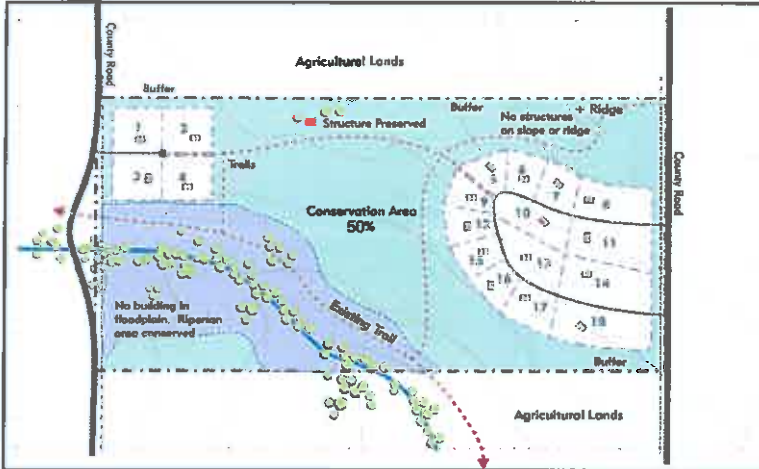 County Road
Agricultural Lands
Buffer
Buffer
+ Ridge
No structures
on slope or ridge
Structure Preserved
1
2
3
4
Trails
Conservation Area
50%
County Road
6
7
8
9
10
11
12
13
14
15
16
17
18
No building in
floodplain. Riperian
area conserved
Existing Trail
Buffer
Agricultural Lands